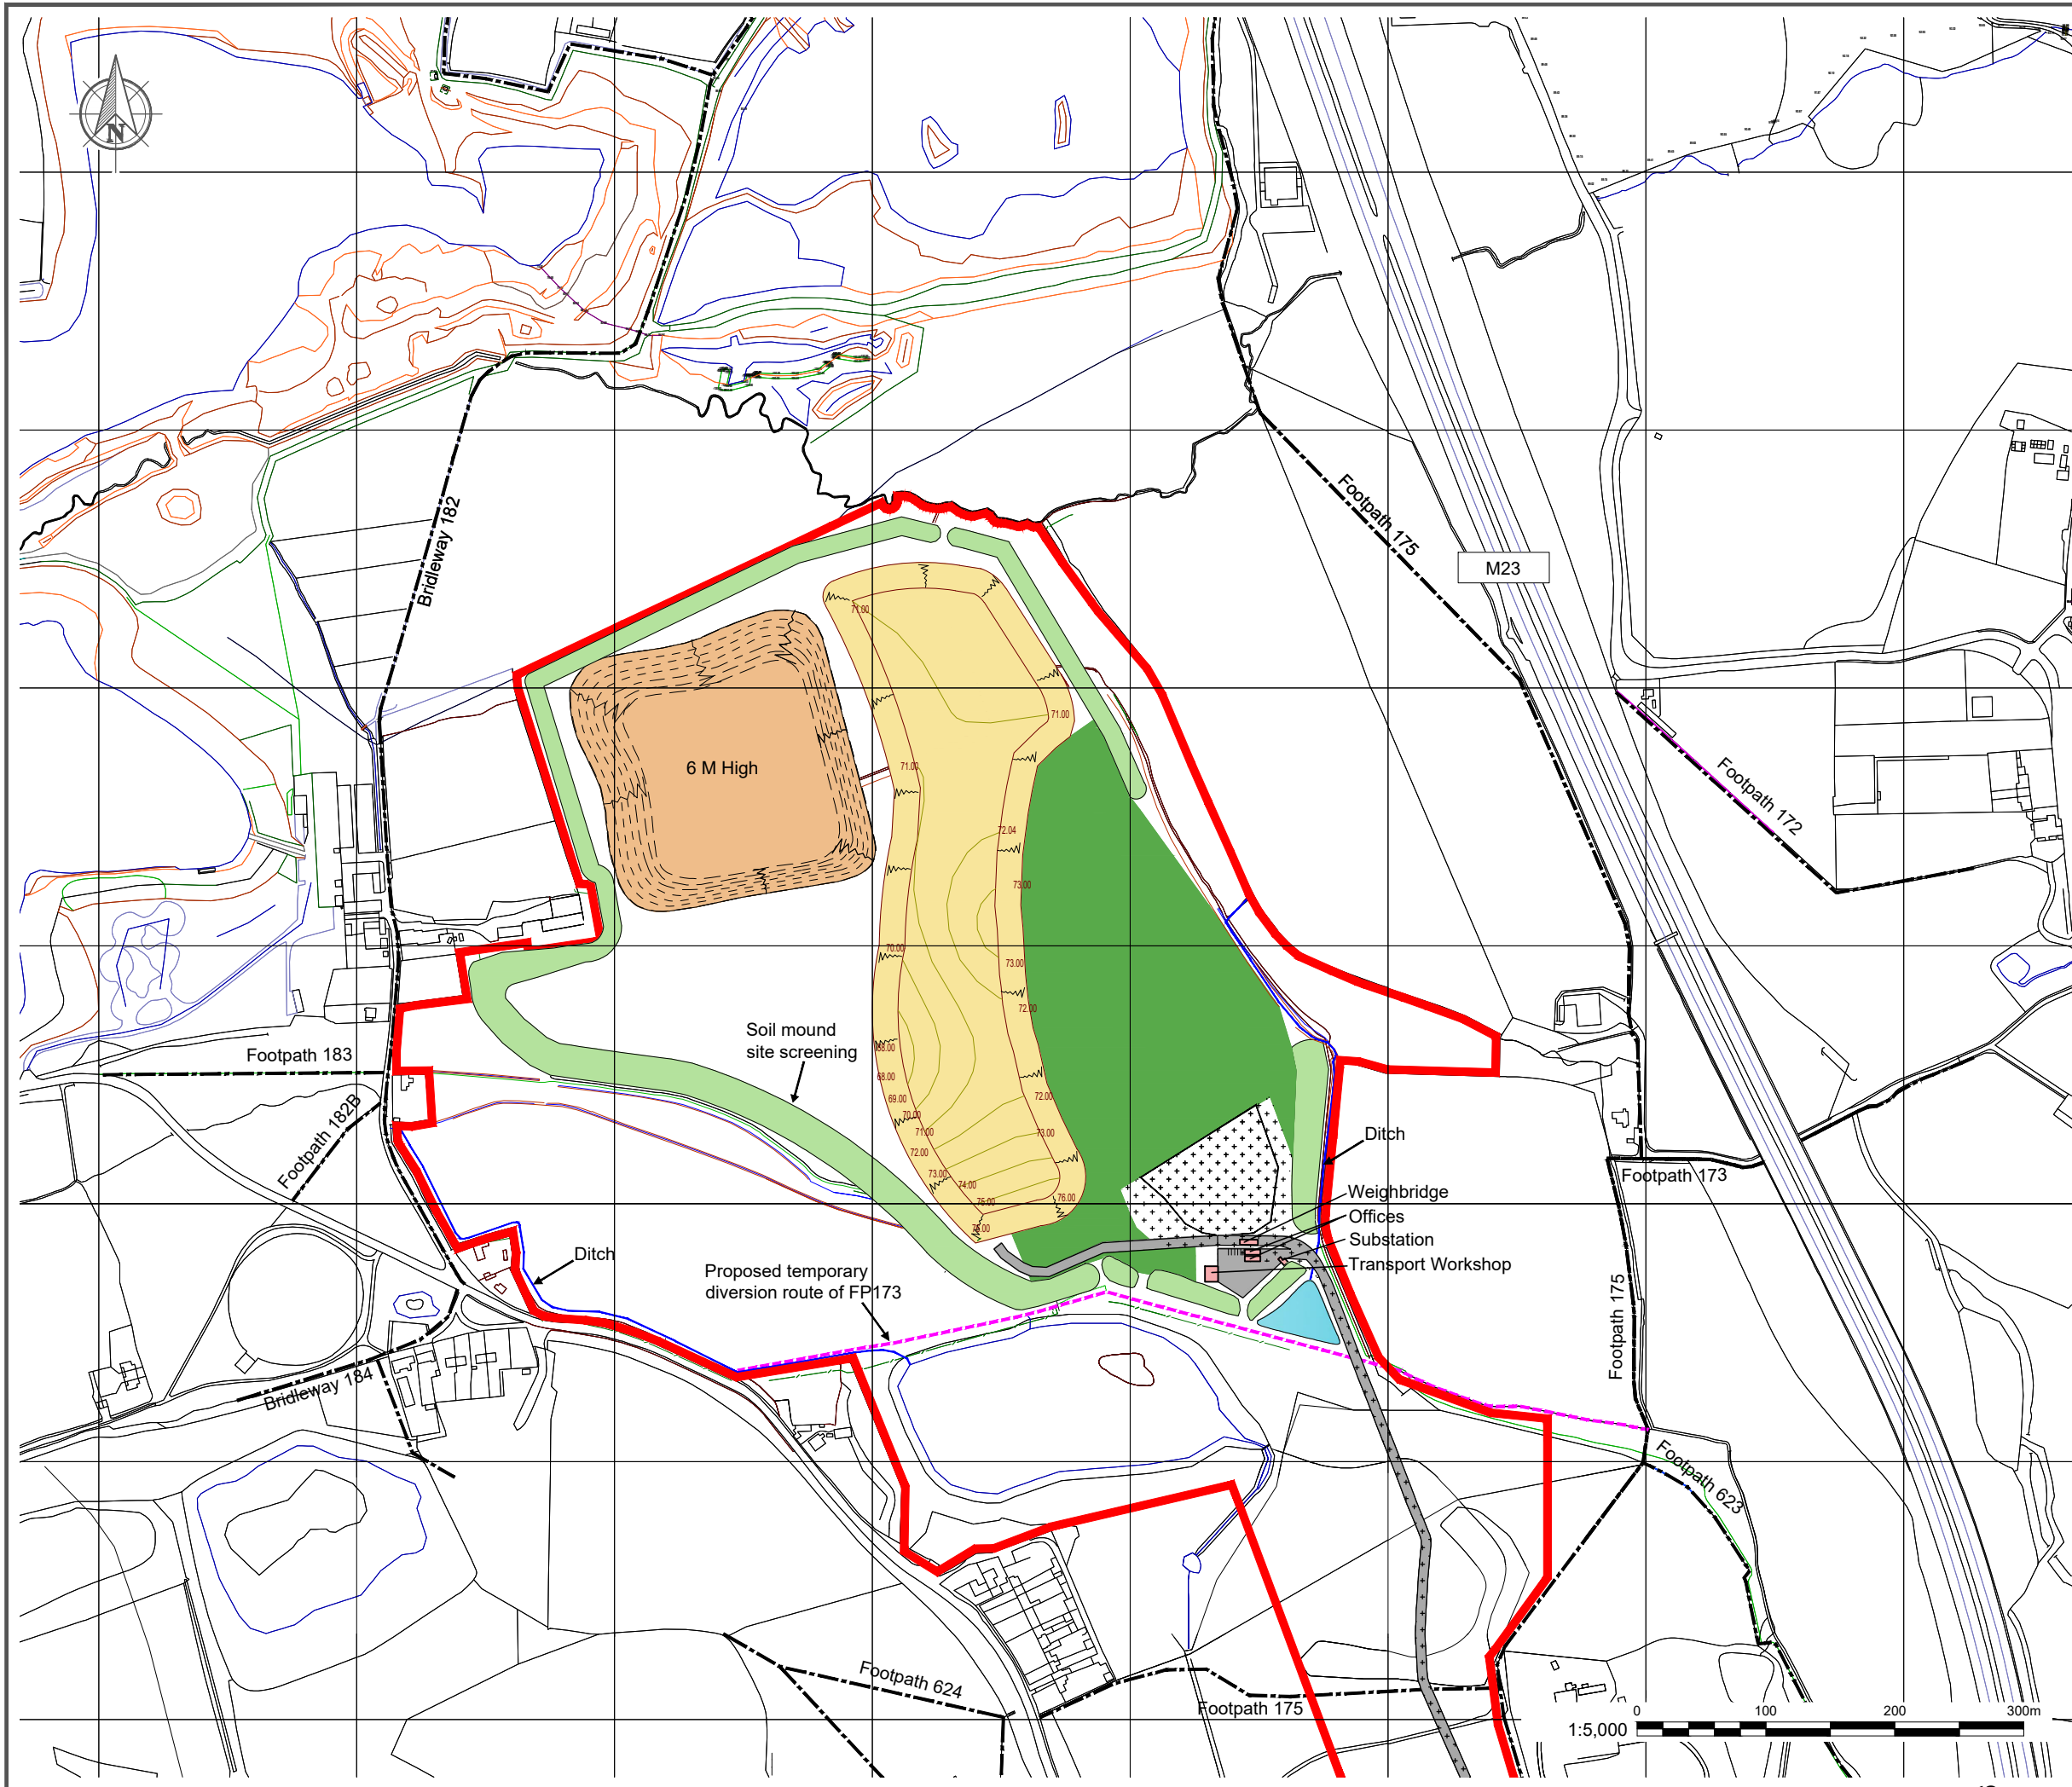 N
Bridleway 182
Footpath 175
M23
71.00
6 M High
71.00
71.00
Footpath 172
72.04
73.00
70.00
73.00
72.00
Soil mound
site screening
68.00
Footpath 183
68.00
69.00
72.00
70.00
Footpath 182B
71.00
73.00
Ditch
72.00
73.00
74.00
Footpath 173
75.00
76.00
Weighbridge
Offices
Substation
Transport Workshop
Ditch
Proposed temporary
diversion route of FP173
Footpath 175
Bridleway 184
Footpath 623
Footpath 624
Footpath 175
0 100 200 300m
1:5,000